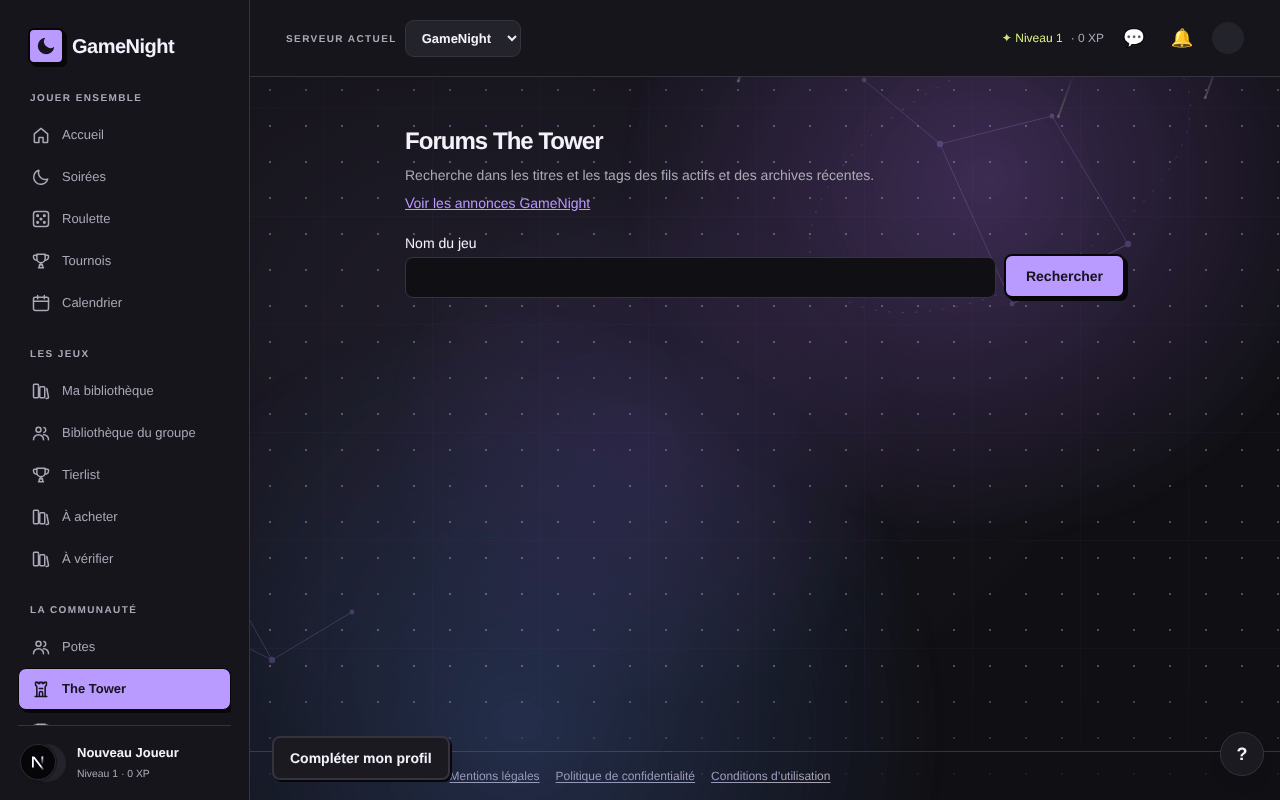 GameNight
JOUER ENSEMBLE
Accueil
Soirées
Roulette
Tournois
Calendrier
LES JEUX
Ma bibliothèque
Bibliothèque du groupe
Tierlist
À acheter
À vérifier
LA COMMUNAUTÉ
Potes
The Tower
N
Nouveau Joueur
Niveau 1 · 0 XP
SERVEUR ACTUEL GameNight
✦ Niveau 1 · 0 XP
Forums The Tower
Recherche dans les titres et les tags des fils actifs et des archives récentes.
Voir les annonces GameNight
Nom du jeu
Rechercher
Compléter mon profil
Mentions légales Politique de confidentialité Conditions d'utilisation
?